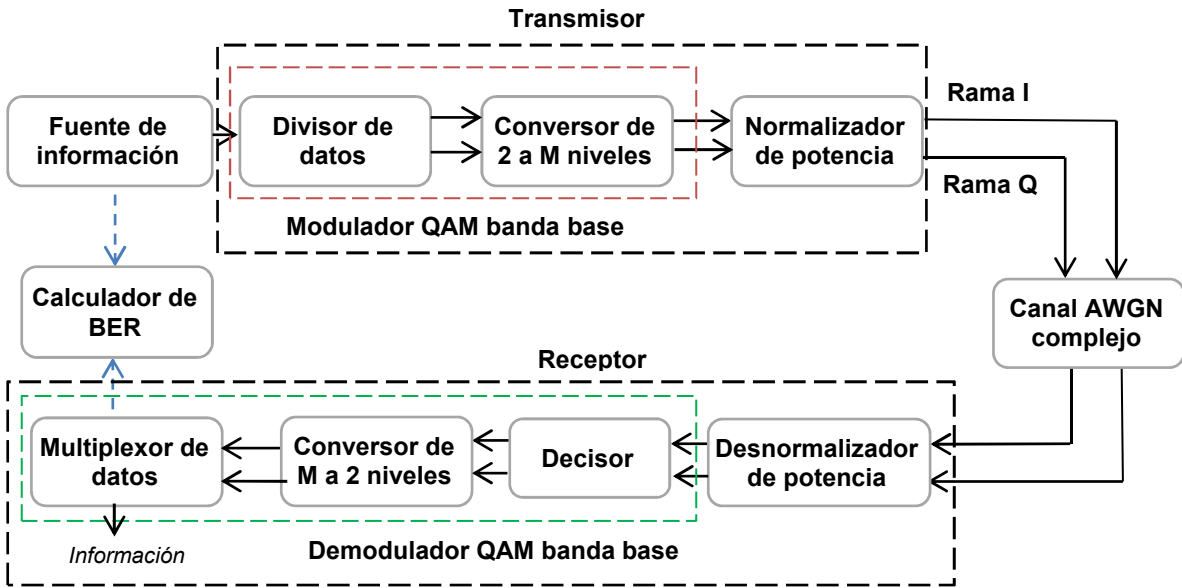 Transmisor
Fuente de
información
Divisor de
datos
Conversor de
2 a M niveles
Normalizador
de potencia
Rama I
Rama Q
Modulador QAM banda base
Calculador de
BER
Canal AWGN
complejo
Receptor
Multiplexor de
datos
Conversor de
M a 2 niveles
Decisor
Desnormalizador
de potencia
Información
Demodulador QAM banda base